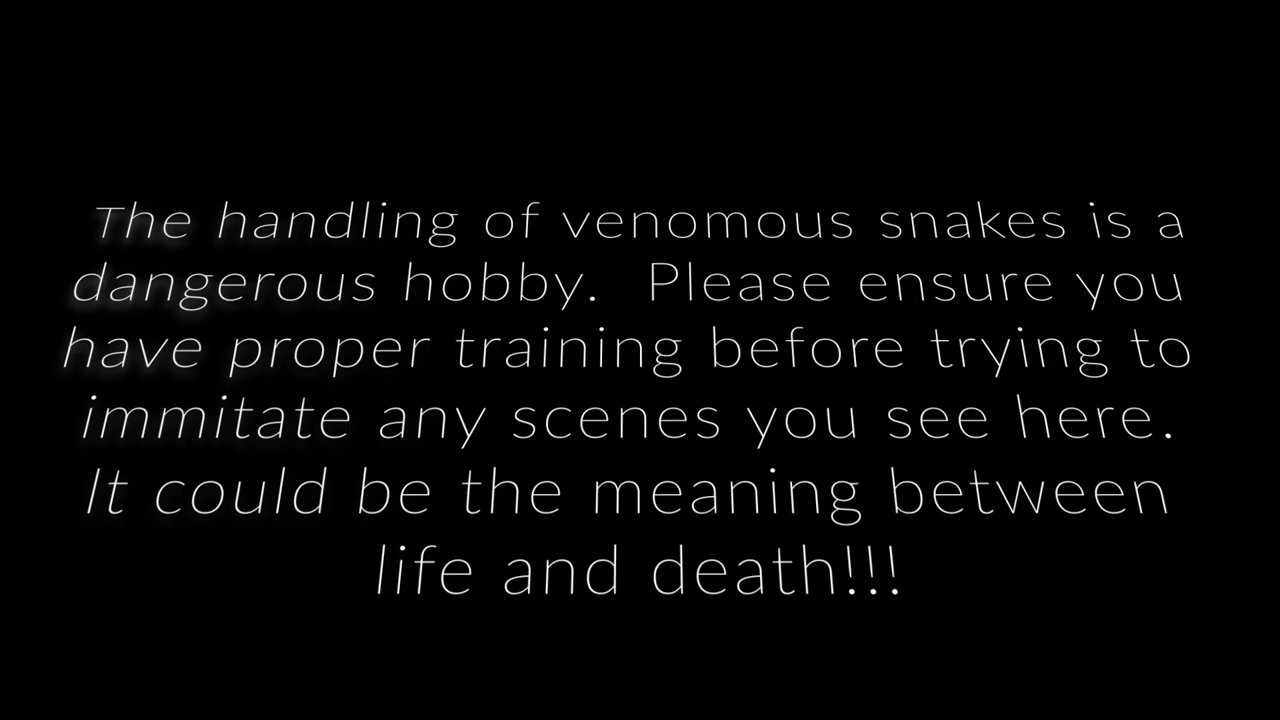 The handling of venomous snakes is a
dangerous hobby.  Please ensure you
have proper training before trying to
immitate any scenes you see here.
It could be the meaning between
life and death!!!